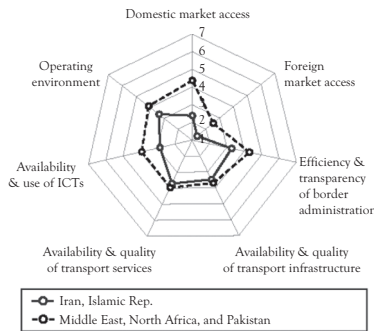 Domestic market access
7
6
5
4
3
2
1
Foreign
market access
Efficiency &
transparency
of border
administration
Availability & quality
of transport infrastructure
Availability & quality
of transport services
Availability
& use of ICTs
Operating
environment
Iran, Islamic Rep.
Middle East, North Africa, and Pakistan